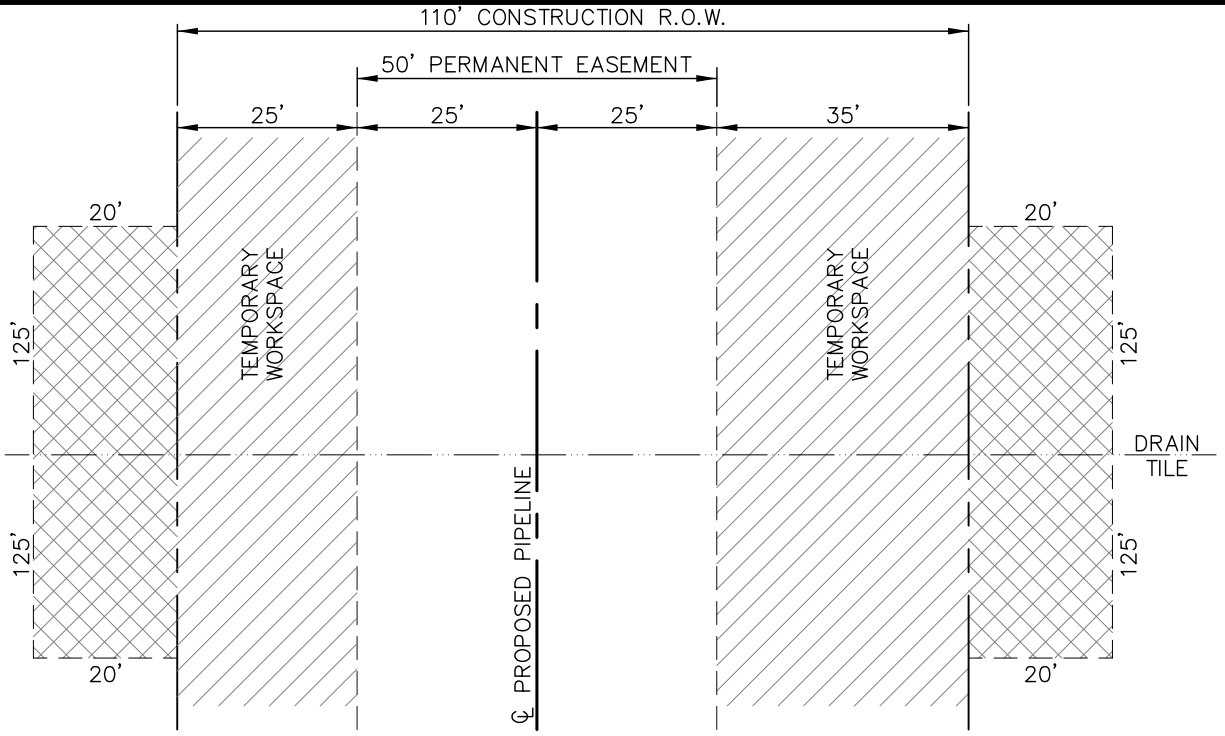 110' CONSTRUCTION R.O.W.
50' PERMANENT EASEMENT
25'
25'
25'
35'
20'
20'
TEMPORARY
WORKSPACE
TEMPORARY
WORKSPACE
125'
125'
DRAIN
TILE
℄ PROPOSED PIPELINE
125'
125'
20'
20'